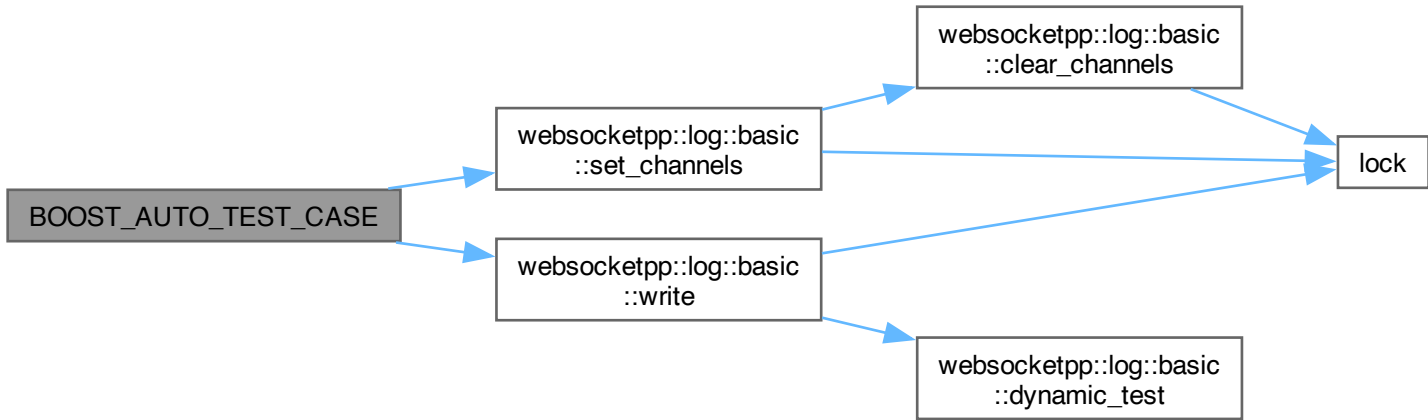 websocketpp::log::basic
::clear_channels
websocketpp::log::basic
::set_channels
lock
BOOST_AUTO_TEST_CASE
websocketpp::log::basic
::write
websocketpp::log::basic
::dynamic_test